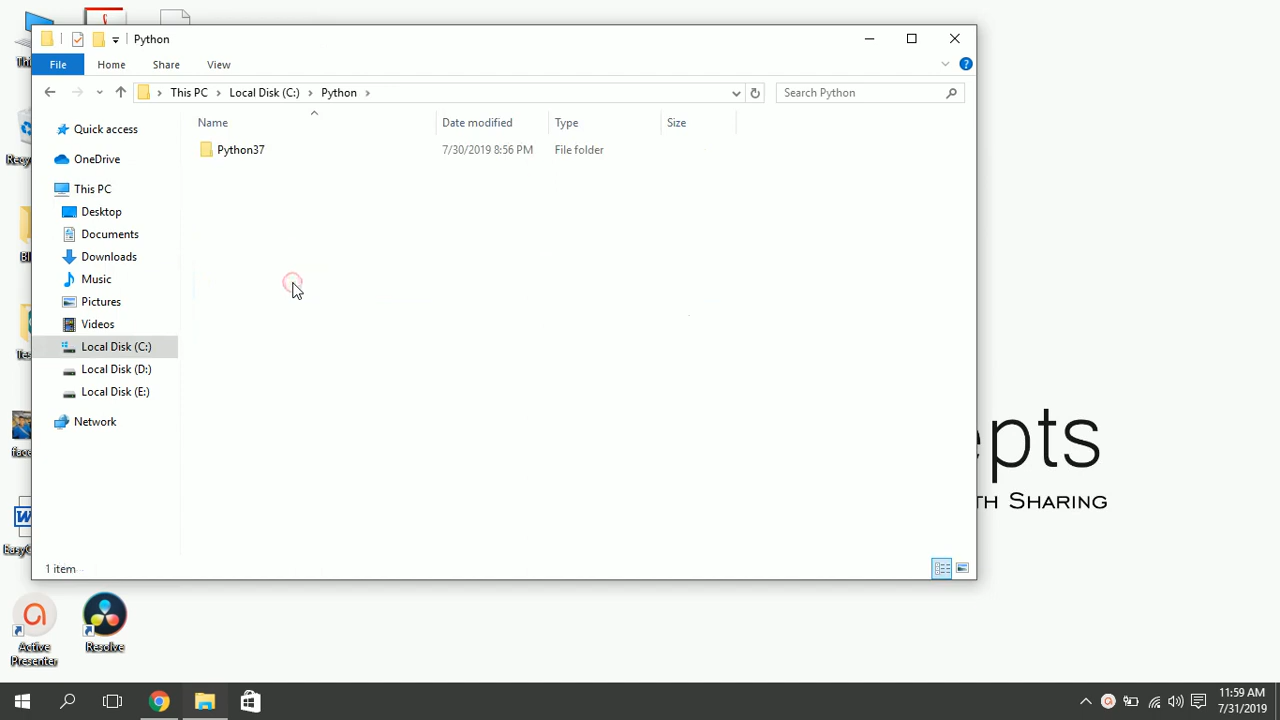 Python
File
Home
Share
View
This PC
Local Disk (C:)
Python
Search Python
Name
Date modified
Type
Size
Python37
7/30/2019 8:56 PM
File folder
Quick access
OneDrive
This PC
Desktop
Documents
Downloads
Music
Pictures
Videos
Local Disk (C:)
Local Disk (D:)
Local Disk (E:)
Network
1 item
epts
TH SHARING
Active
Presenter
Resolve
11:59 AM
7/31/2019